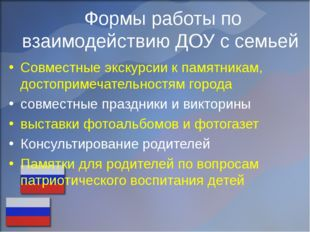 Формы работы по
взаимодействию ДОУ с семьей
• Совместные экскурсии к памятникам,
достопримечательностям города
• совместные праздники и викторины
• выставки фотоальбомов и фотогазет
• Консультирование родителей
• Памятки для родителей по вопросам
патриотического воспитания детей